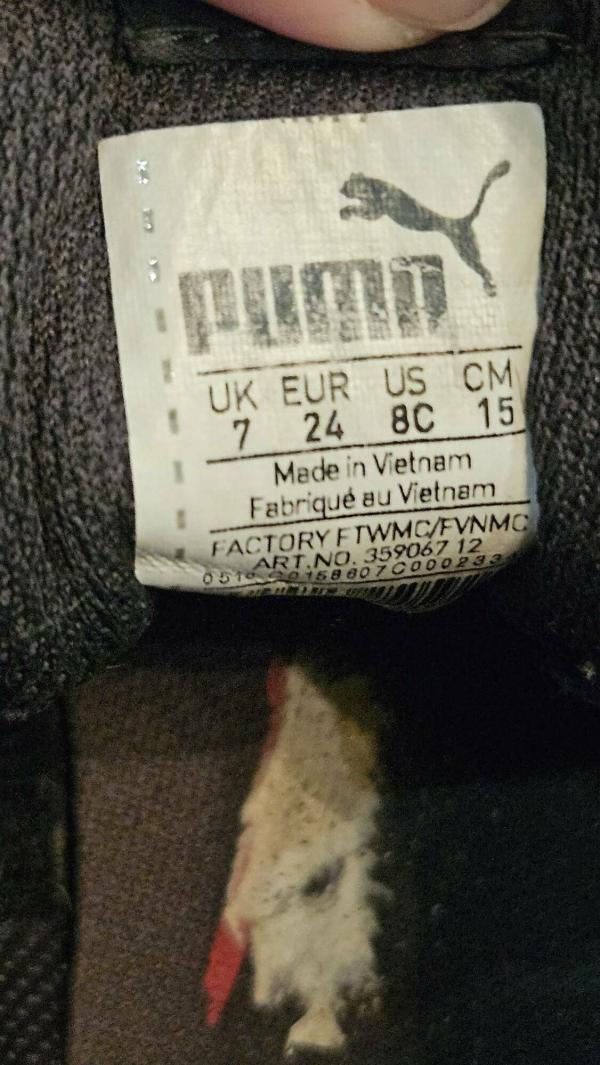 PUMA
UK EUR US CM
7 24 8C 15
Made in Vietnam
Fabriqué au Vietnam
FACTORY FTWMC/FVNMC
ART.NO. 359067 12